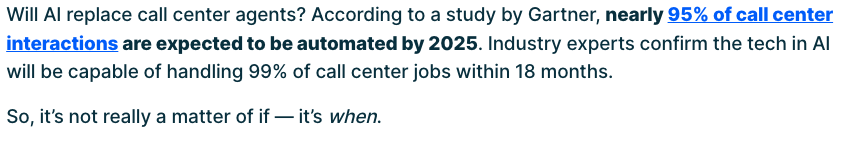 Will AI replace call center agents? According to a study by Gartner, nearly 95% of call center
interactions are expected to be automated by 2025. Industry experts confirm the tech in AI
will be capable of handling 99% of call center jobs within 18 months.
So, it’s not really a matter of if — it’s when.